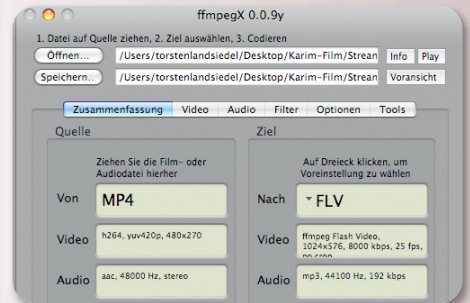 ffmpegX 0.0.9y
1. Datei auf Quelle ziehen, 2. Ziel auswählen, 3. Codieren
Öffnen... /Users/torstenlandsiedel/Desktop/Karim-Film/Strean Info Play
Speichern.. /Users/torstenlandsiedel/Desktop/Karim-Film/Strean Voransicht
Zusammenfassung Video Audio Filter Optionen Tools
Quelle
Ziehen Sie die Film- oder
Audiodatei hierher
Von MP4
Video h264, yuv420p, 480x270
Audio aac, 48000 Hz, stereo
Ziel
Auf Dreieck klicken, um
Voreinstellung zu wählen
Nach FLV
Video ffmpeg Flash Video,
1024x576, 8000 kbps, 25 fps,
no crop
Audio mp3, 44100 Hz, 192 kbps